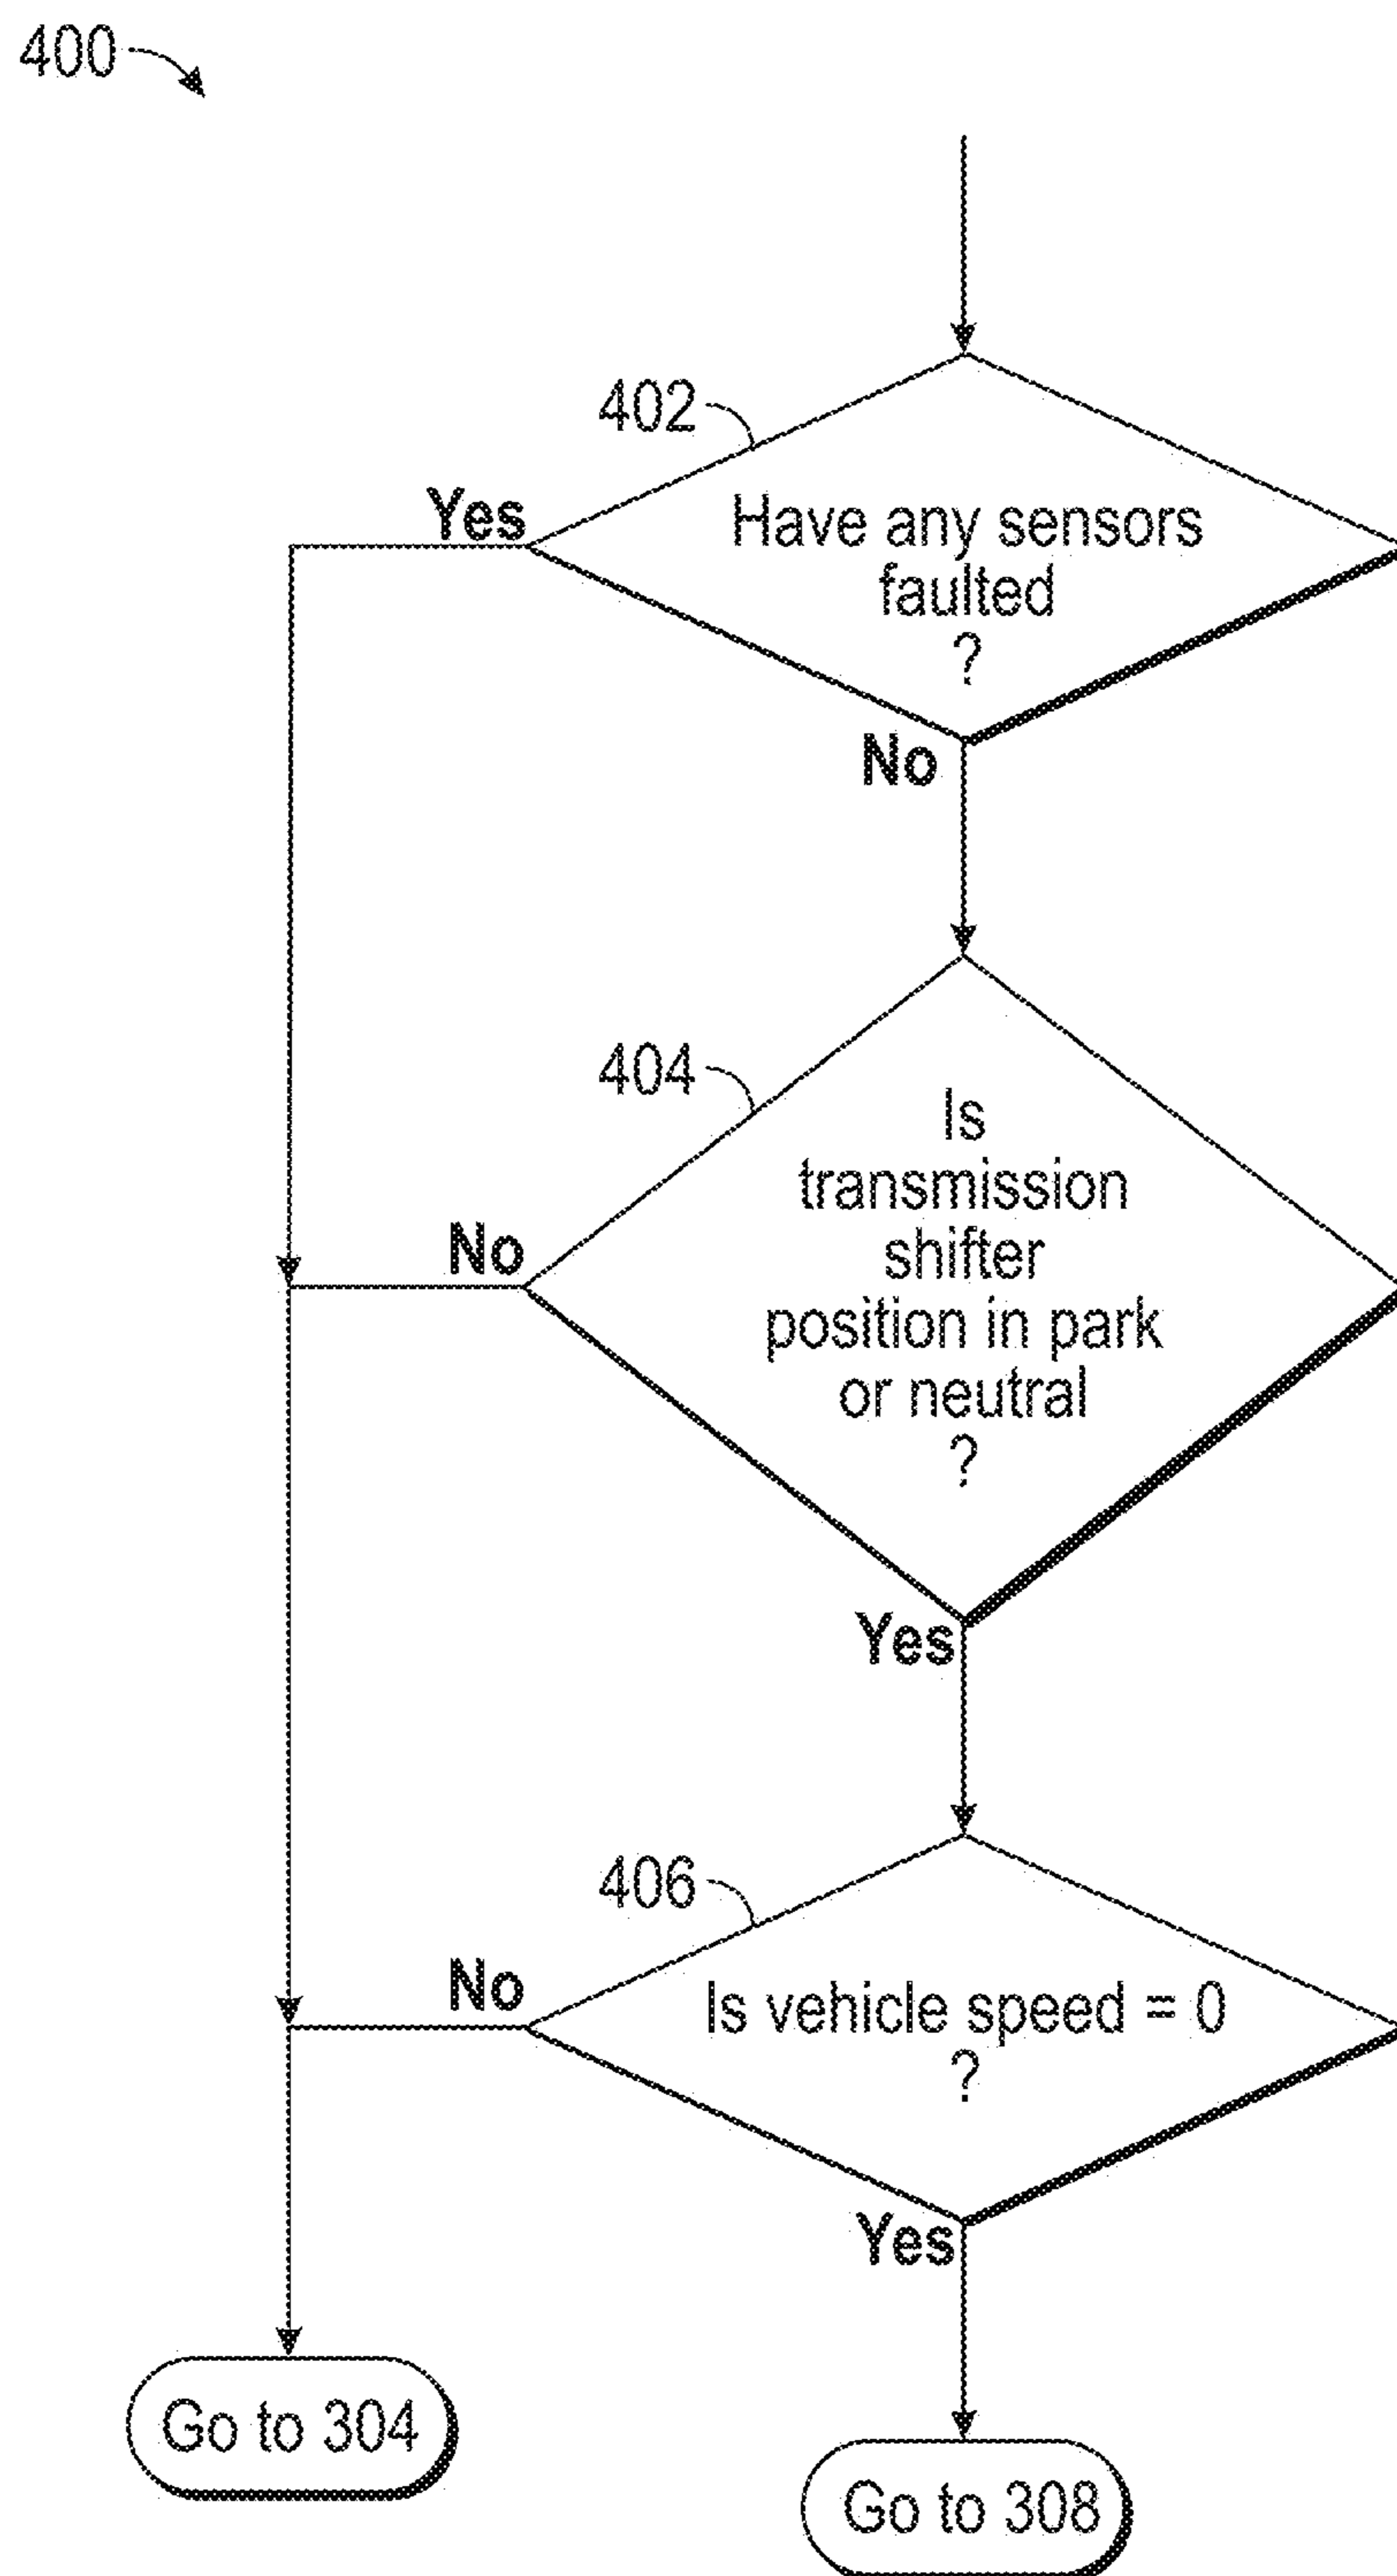 400
402
Yes
Have any sensors
faulted
?
No
404
Is
transmission
shifter
position in park
or neutral
?
No
Yes
406
No
Is vehicle speed = 0
?
Yes
Go to 304
Go to 308